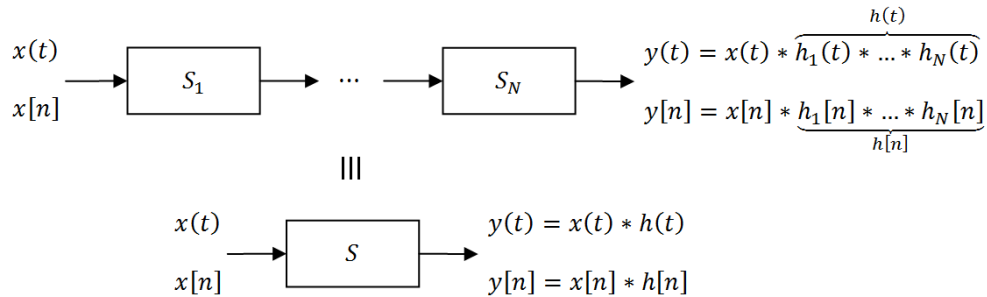 h(t)
x(t)
y(t) = x(t) * h₁(t) * … * h_N(t)
S₁
⋯
S_N
x[n]
y[n] = x[n] * h₁[n] * … * h_N[n]
h[n]
≡
x(t)
y(t) = x(t) * h(t)
S
x[n]
y[n] = x[n] * h[n]